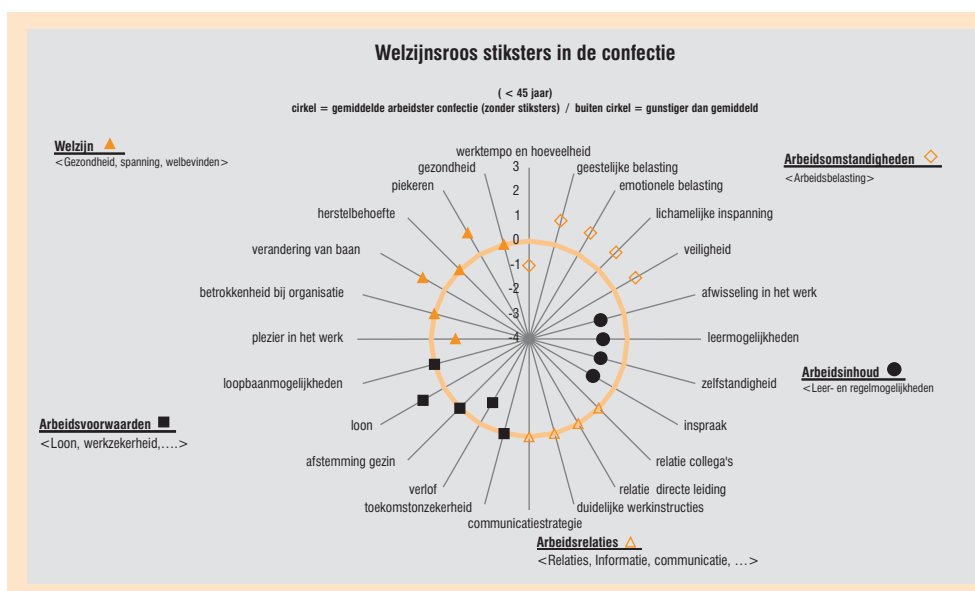 Welzijnsroos stiksters in de confectie
( < 45 jaar)
cirkel = gemiddelde arbeidster confectie (zonder stiksters) / buiten cirkel = gunstiger dan gemiddeld
Welzijn
<Gezondheid, spanning, welbevinden>
Arbeidsomstandigheden
<Arbeidsbelasting>
werktempo en hoeveelheid
geestelijke belasting
emotionele belasting
lichamelijke inspanning
veiligheid
afwisseling in het werk
leermogelijkheden
zelfstandigheid
inspraak
relatie collega's
relatie directe leiding
duidelijke werkinstructies
communicatiestrategie
toekomstonzekerheid
verlof
afstemming gezin
loon
loopbaanmogelijkheden
plezier in het werk
betrokkenheid bij organisatie
verandering van baan
herstelbehoefte
piekeren
gezondheid
3
2
1
0
-1
-2
-3
-4
Arbeidsinhoud
<Leer- en regelmogelijkheden
Arbeidsvoorwaarden
<Loon, werkzekerheid,….>
Arbeidsrelaties
<Relaties, Informatie, communicatie, …>